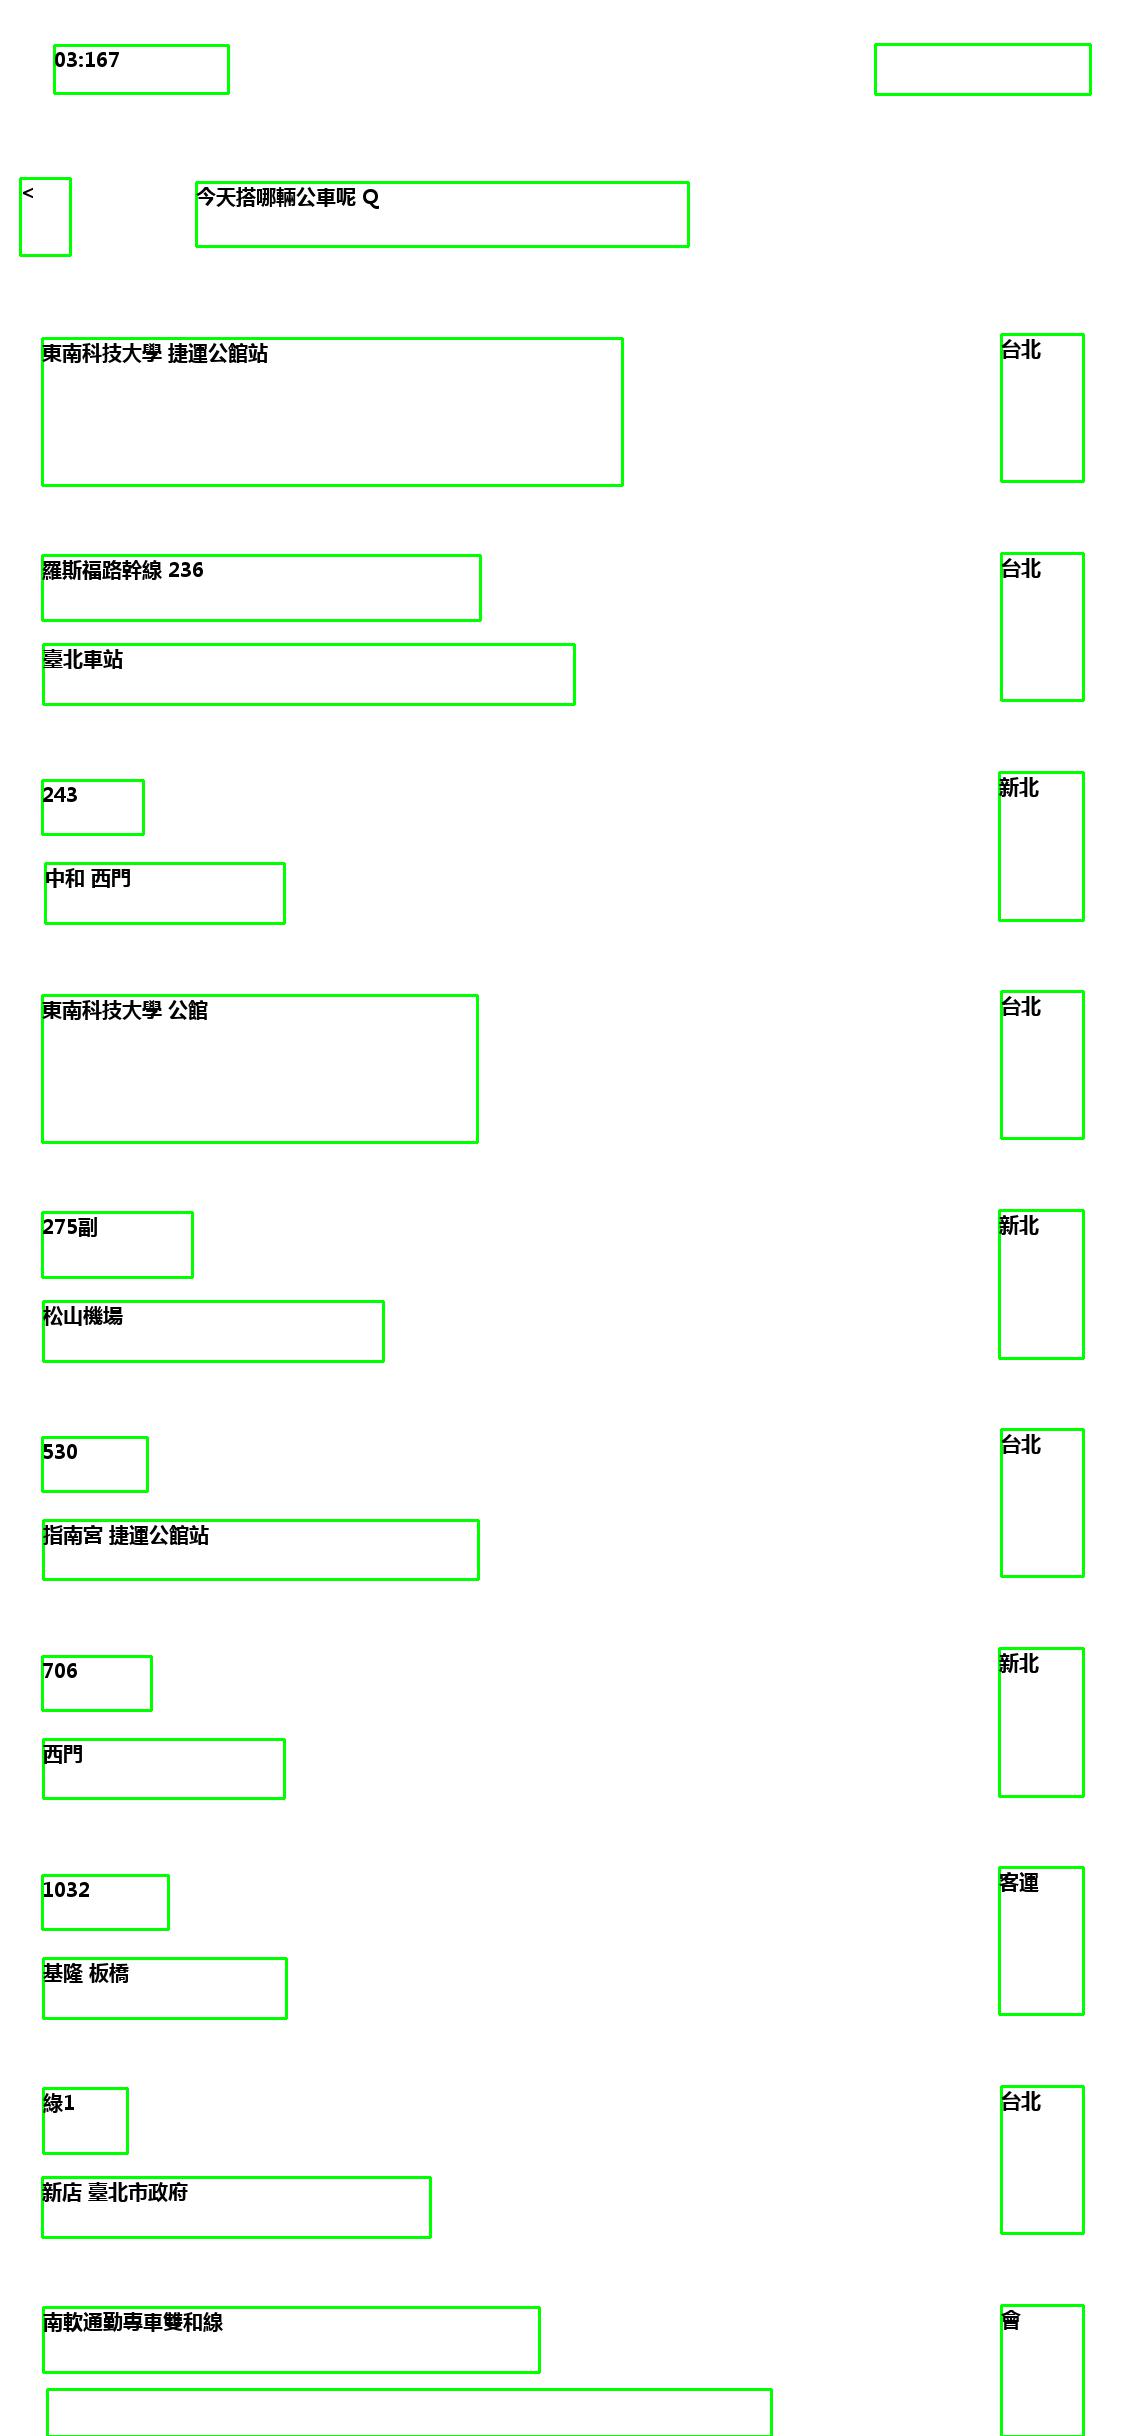 03:167
< 今天搭哪輛公車呢 Q
東南科技大學 捷運公館站 台北
羅斯福路幹線 236 台北
臺北車站
243 新北
中和 西門
東南科技大學 公館 台北
275副 新北
松山機場
530 台北
指南宮 捷運公館站
706 新北
西門
1032 客運
基隆 板橋
綠1 台北
新店 臺北市政府
南軟通勤專車雙和線 會